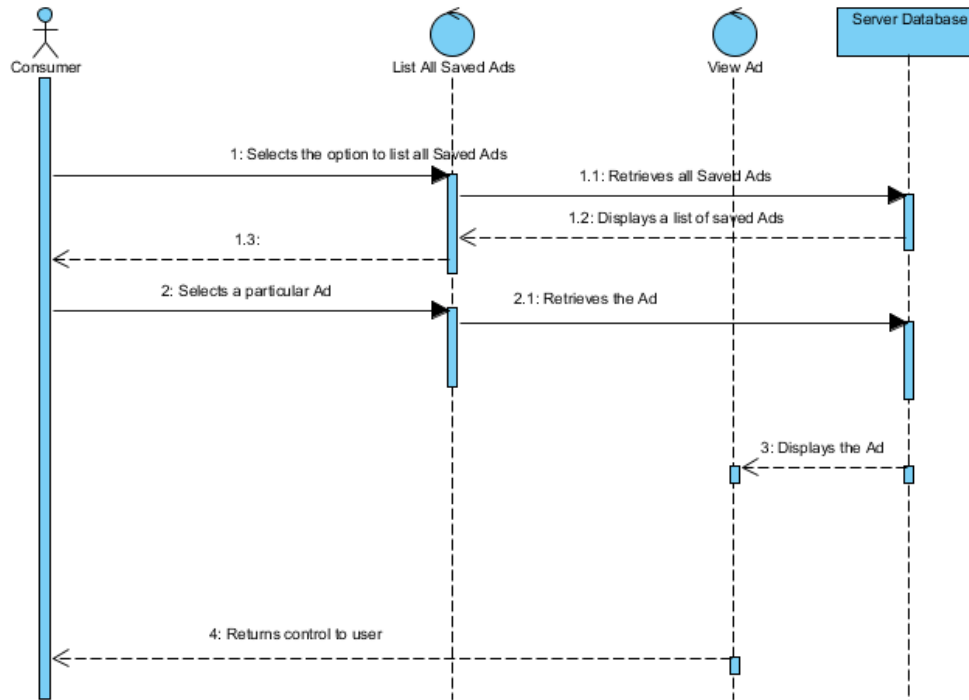 Consumer
List All Saved Ads
View Ad
Server Database
1: Selects the option to list all Saved Ads
1.1: Retrieves all Saved Ads
1.2: Displays a list of saved Ads
1.3:
2: Selects a particular Ad
2.1: Retrieves the Ad
3: Displays the Ad
4: Returns control to user